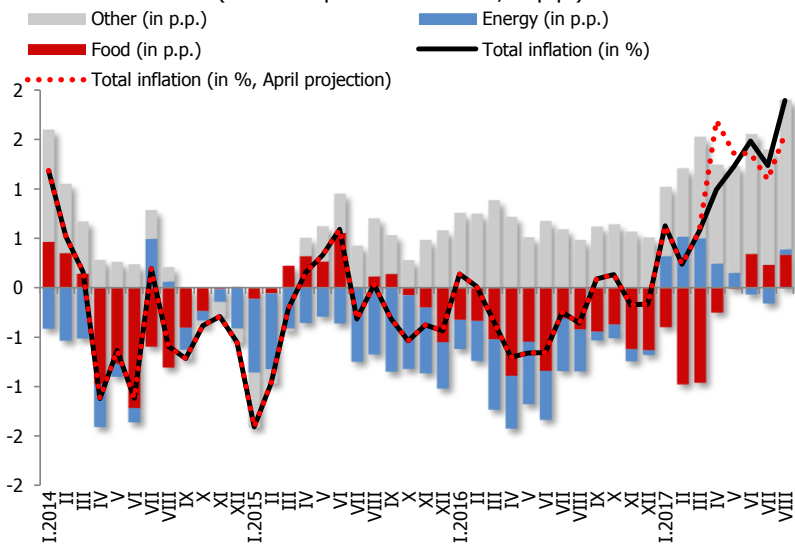 Other (in p.p.)
Energy (in p.p.)
Food (in p.p.)
Total inflation (in %)
Total inflation (in %, April projection)
2
2
1
1
0
-1
-1
-2
-2
I.2014
II
III
IV
V
VI
VII
VIII
IX
X
XI
XII
I.2015
II
III
IV
V
VI
VII
VIII
IX
X
XI
XII
I.2016
II
III
IV
V
VI
VII
VIII
IX
X
XI
XII
I.2017
II
III
IV
V
VI
VII
VIII